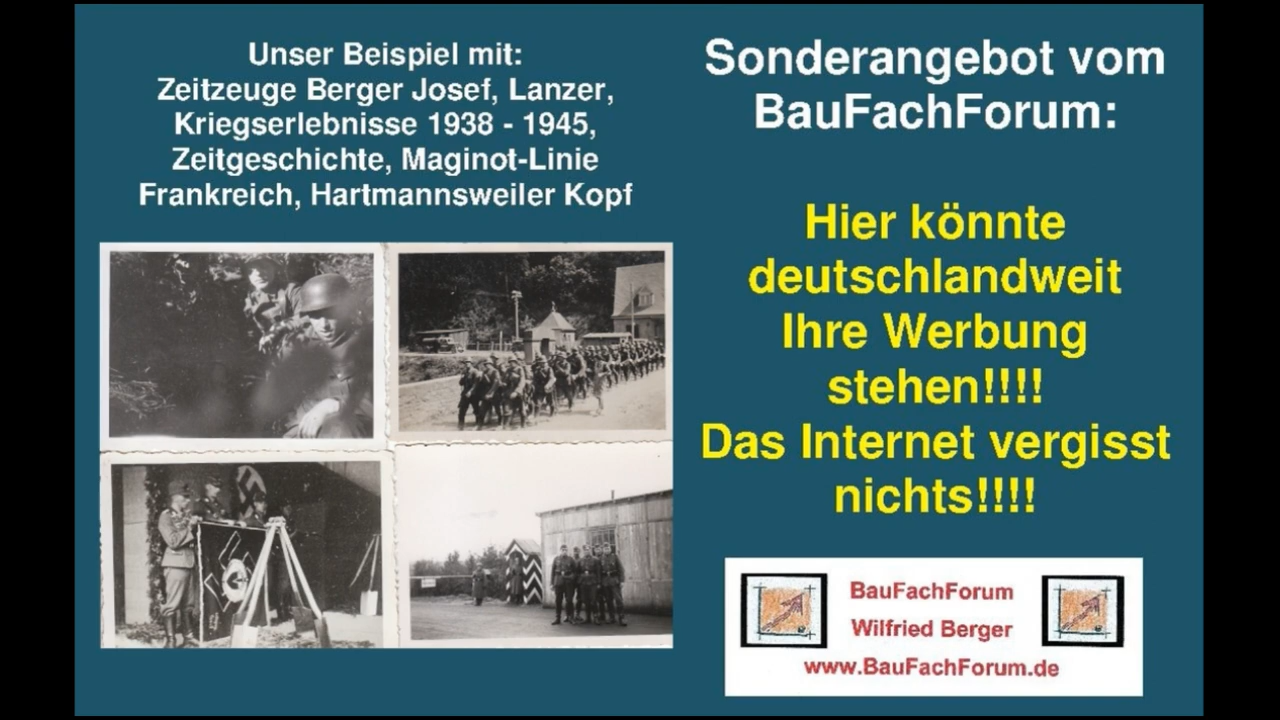 Unser Beispiel mit:
Zeitzeuge Berger Josef, Lanzer,
Kriegserlebnisse 1938 - 1945,
Zeitgeschichte, Maginot-Linie
Frankreich, Hartmannsweiler Kopf
Sonderangebot vom
BauFachForum:
Hier könnte
deutschlandweit
Ihre Werbung
stehen!!!!
Das Internet vergisst
nichts!!!!
BauFachForum
Wilfried Berger
www.BauFachForum.de